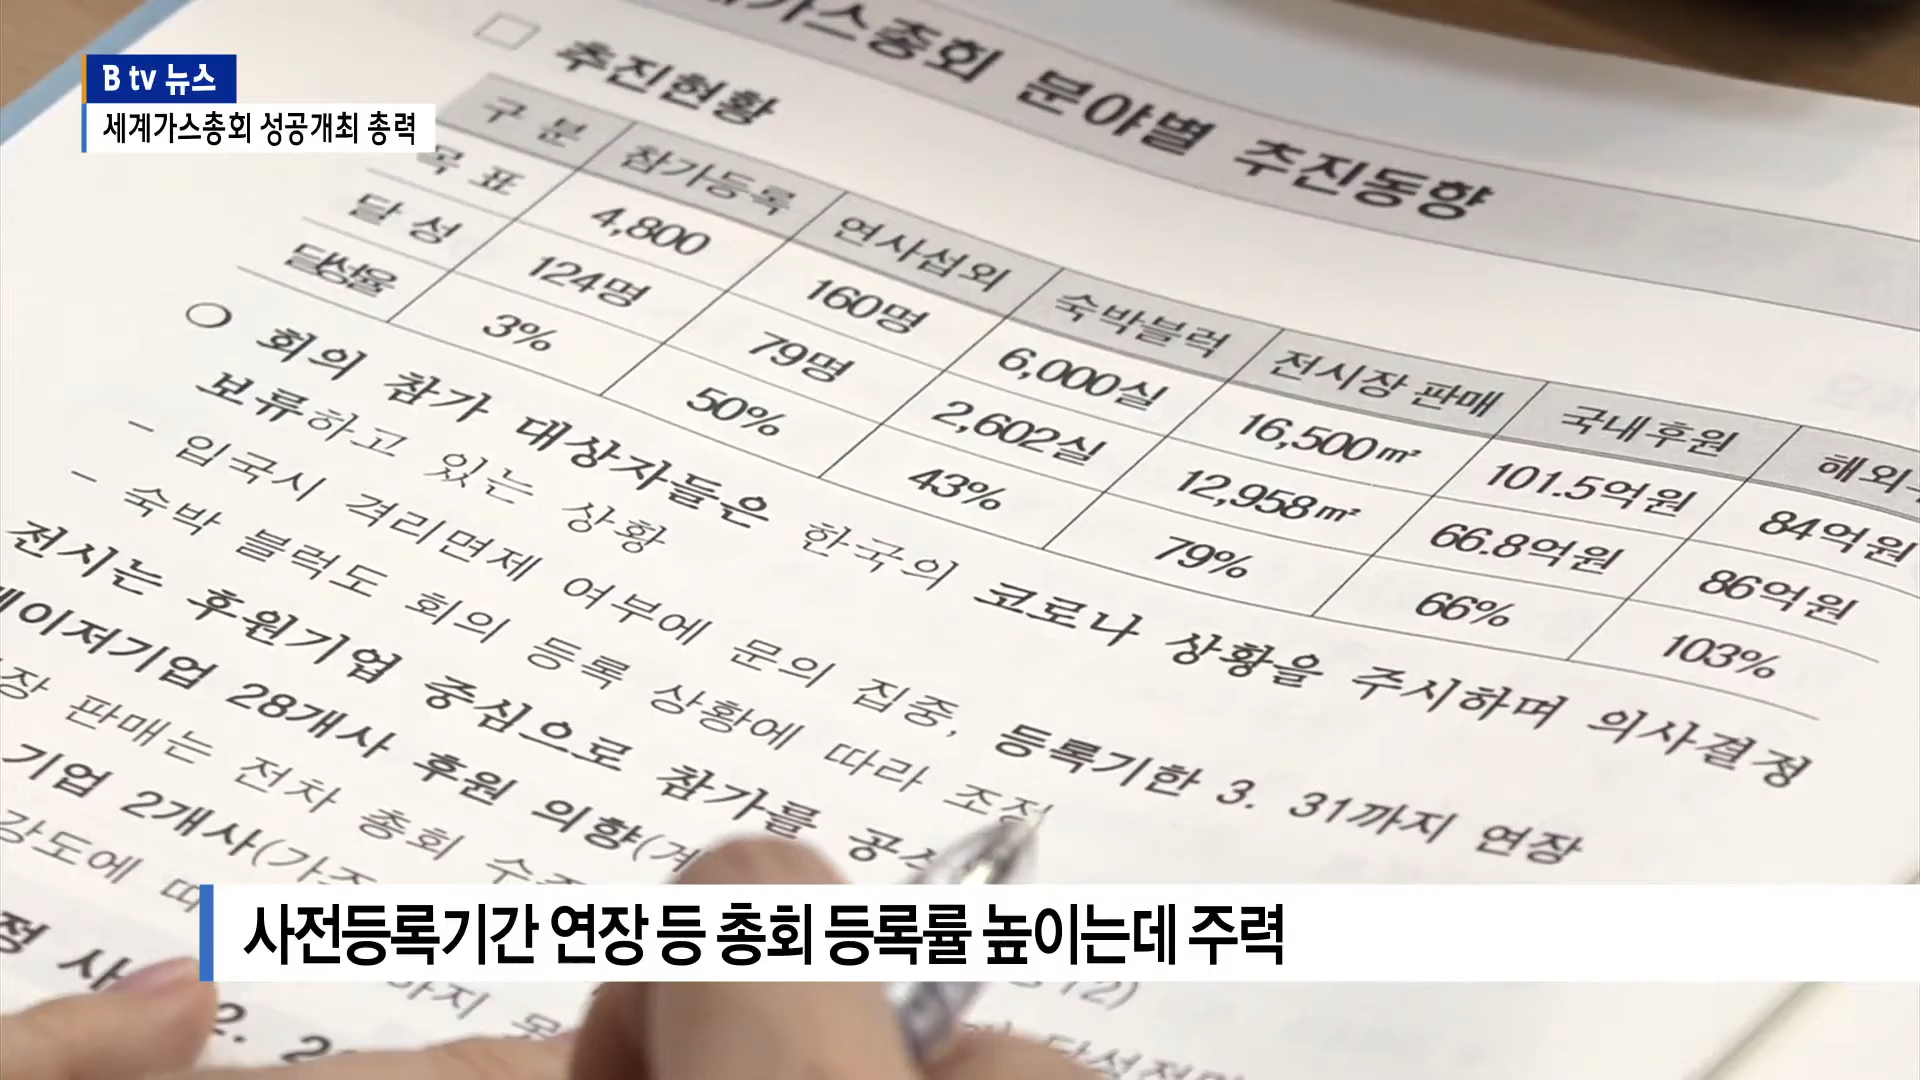 B tv 뉴스
세계가스총회 성공개최 총력
가스총회 분야별 추진동향
□ 추진현황
구 분 참가등록 연사섭외 숙박블럭 전시장 판매 국내후원
목 표 4,800 160명 6,000실 16,500㎡ 101.5억원 84억원
달 성 124명 79명 2,602실 12,958㎡ 66.8억원 86억원
달성율 3% 50% 43% 79% 66% 103%
○ 회의 참가 대상자들은 한국의 코로나 상황을 주시하며 의사결정
보류하고 있는 상황
- 입국시 격리면제 여부에 문의 집중, 등록기한 3. 31까지 연장
- 숙박 블럭도 회의 등록 상황에 따라 조정
전시는 후원기업 중심으로 참가를
메이저기업 28개사 후원 의향(
판매는 전차 총회
기업 2개사(
강도에
사전등록기간 연장 등 총회 등록률 높이는데 주력